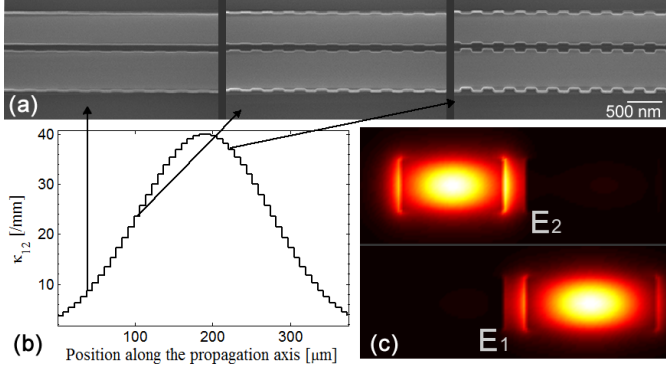 (a)
500 nm
40
30
20
10
κ12 [/mm]
100
200
300
(b)
Position along the propagation axis [μm]
E2
E1
(c)